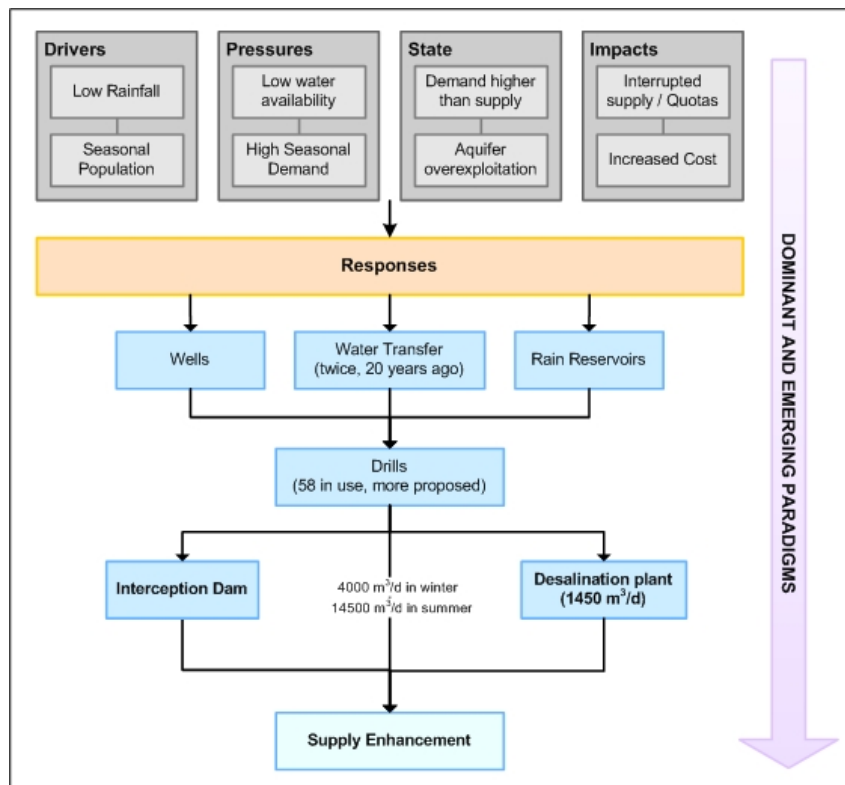 Drivers
Low Rainfall
Seasonal
Population
Pressures
Low water
availability
High Seasonal
Demand
State
Demand higher
than supply
Aquifer
overexploitation
Impacts
Interrupted
supply / Quotas
Increased Cost
Responses
Wells
Water Transfer
(twice, 20 years ago)
Rain Reservoirs
Drills
(58 in use, more proposed)
Interception Dam
4000 m³/d in winter
14500 m³/d in summer
Desalination plant
(1450 m³/d)
Supply Enhancement
DOMINANT AND EMERGING PARADIGMS